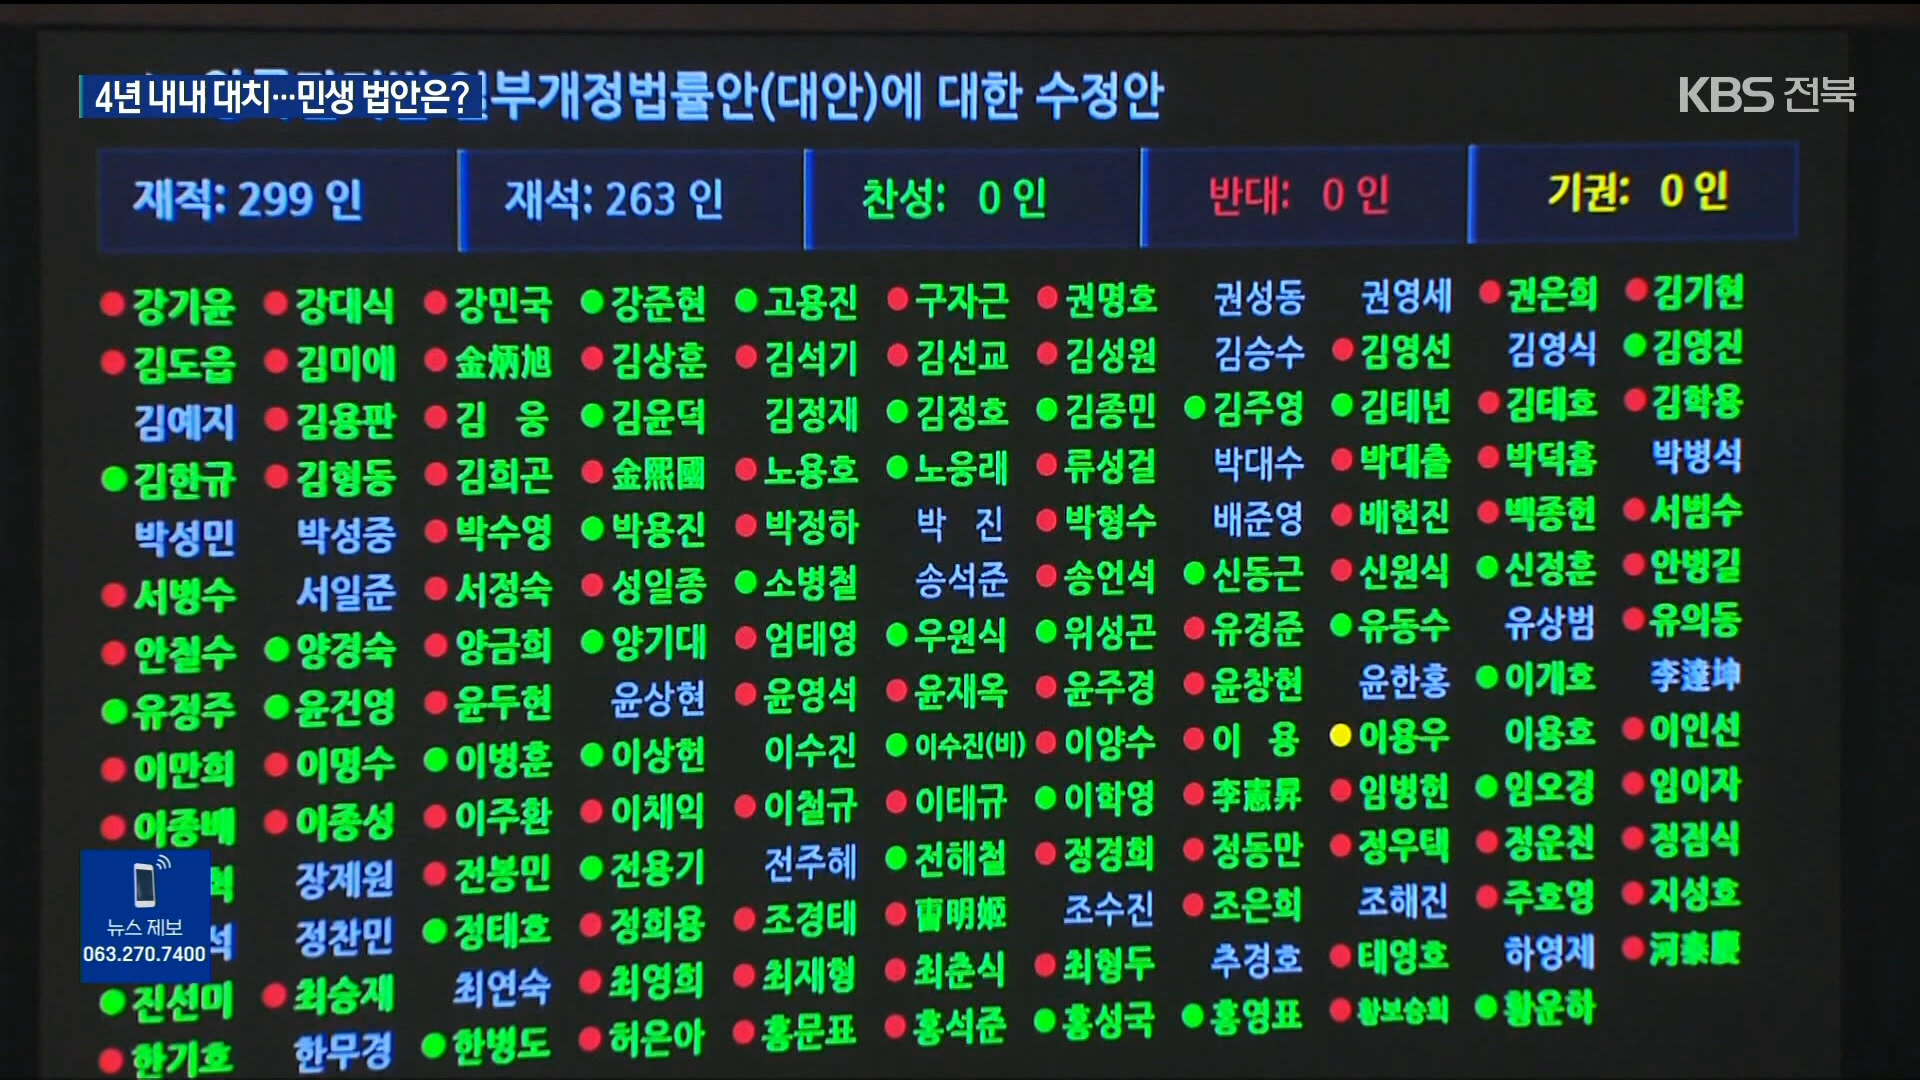 4년 내내 대치…민생 법안은?
부개정법률안(대안)에 대한 수정안
KBS 전북
재적: 299 인 재석: 263 인 찬성: 0 인 반대: 0 인 기권: 0 인
강기윤 강대식 강민국 강준현 고용진 구자근 권명호 권성동 권영세 권은희 김기현
김도읍 김미애 金炳旭 김상훈 김석기 김선교 김성원 김승수 김영선 김영식 김영진
김예지 김용판 김 웅 김윤덕 김정재 김정호 김종민 김주영 김태년 김태호 김학용
김한규 김형동 김희곤 金熙國 노용호 노웅래 류성걸 박대수 박대출 박덕흠 박병석
박성민 박성중 박수영 박용진 박정하 박 진 박형수 배준영 배현진 백종헌 서범수
서병수 서일준 서정숙 성일종 소병철 송석준 송언석 신동근 신원식 신정훈 안병길
안철수 양경숙 양금희 양기대 엄태영 우원식 위성곤 유경준 유동수 유상범 유의동
유정주 윤건영 윤두현 윤상현 윤영석 윤재옥 윤주경 윤창현 윤한홍 이개호 李達坤
이만희 이명수 이병훈 이상헌 이수진 이수진(비) 이양수 이 용 이용우 이용호 이인선
이종배 이종성 이주환 이채익 이철규 이태규 이학영 李憲昇 임병헌 임오경 임이자
장제원 전봉민 전용기 전주혜 전해철 정경희 정동만 정우택 정운천 정점식
석 정찬민 정태호 정희용 조경태 曺明姬 조수진 조은희 조해진 주호영 지성호
진선미 최승재 최연숙 최영희 최재형 최춘식 최형두 추경호 태영호 하영제 河泰慶
한기호 한무경 한병도 허은아 홍문표 홍석준 홍성국 홍영표 황보승희 황운하
뉴스 제보
063.270.7400